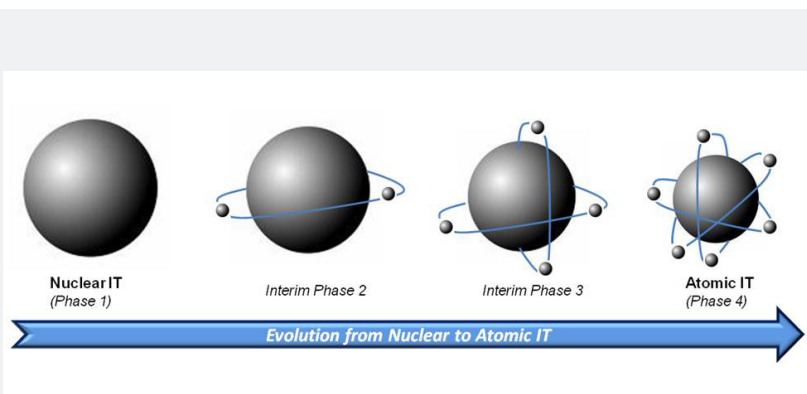 Nuclear IT
(Phase 1)
Interim Phase 2
Interim Phase 3
Atomic IT
(Phase 4)
Evolution from Nuclear to Atomic IT